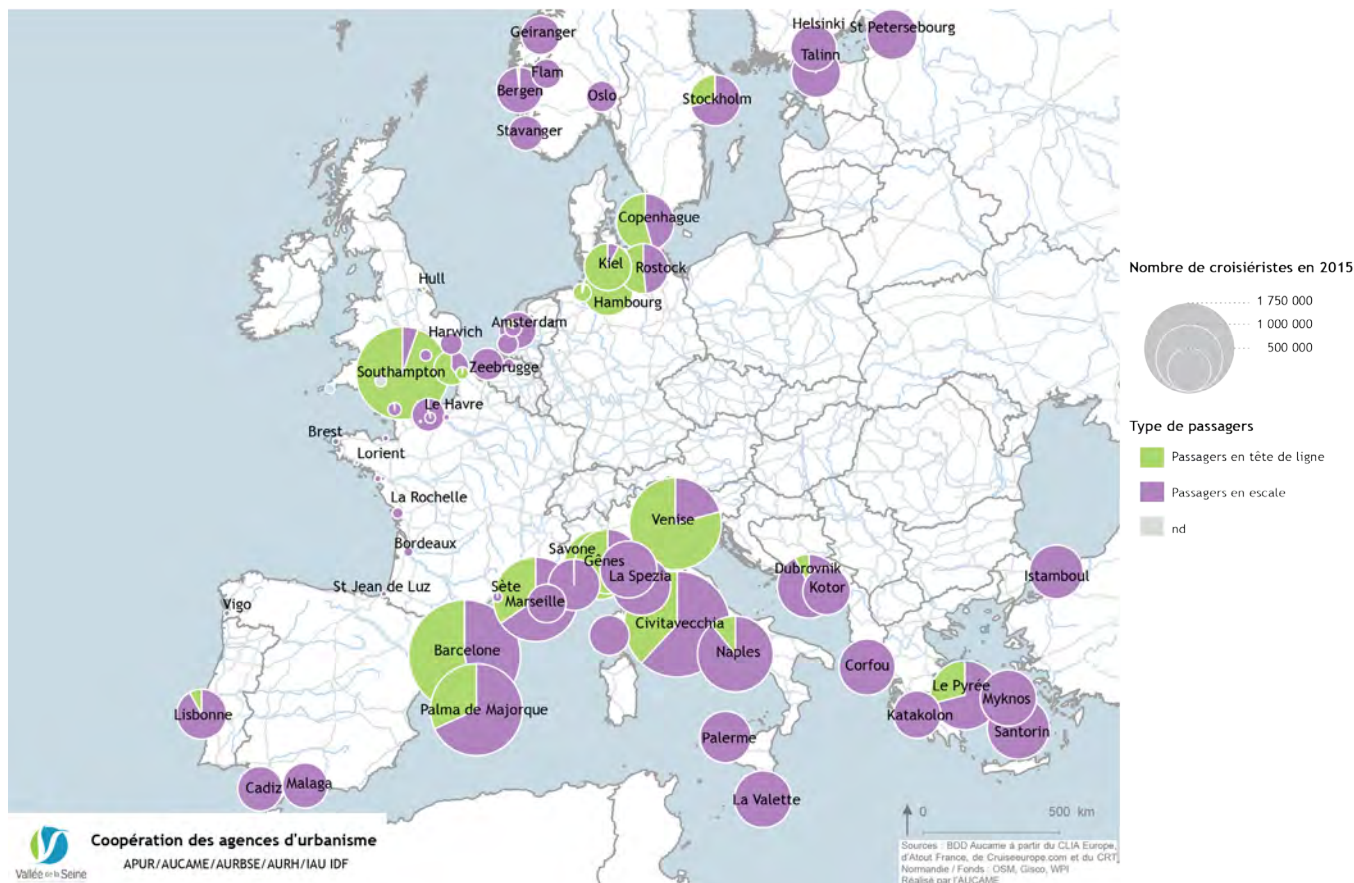 Geiranger
Helsinki
St Petersebourg
Talinn
Flam
Bergen
Oslo
Stockholm
Stavanger
Copenhague
Kiel
Rostock
Hambourg
Hull
Harwich
Amsterdam
Southampton
Zeebrugge
Le Havre
Brest
Lorient
La Rochelle
Bordeaux
St Jean de Luz
Vigo
Venise
Savone
Gênes
La Spezia
Sète
Marseille
Dubrovnik
Kotor
Istamboul
Civitavecchia
Barcelone
Naples
Corfou
Palma de Majorque
Lisbonne
Le Pyrée
Myknos
Katakolon
Santorin
Palerme
Cadiz
Malaga
La Valette
Nombre de croisiéristes en 2015
1 750 000
1 000 000
500 000
Type de passagers
Passagers en tête de ligne
Passagers en escale
nd
0 500 km
Sources : BDD Aucame à partir du CLIA Europe,
d'Atout France, de Cruiseeurope.com et du CRT
Normandie / Fonds : OSM, Gisco, WPI
Réalisé par l'AUCAME
Coopération des agences d'urbanisme
APUR/AUCAME/AURBSE/AURH/IAU IDF
Vallée de la Seine